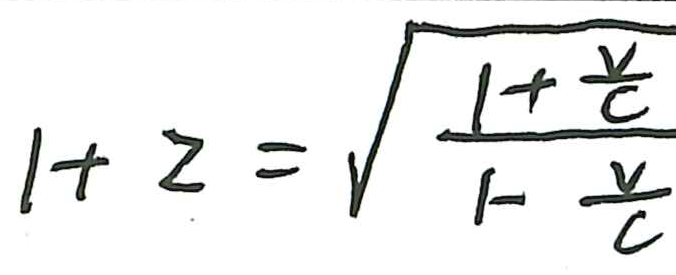 1 + z = √((1 + v/c)/(1 - v/c))